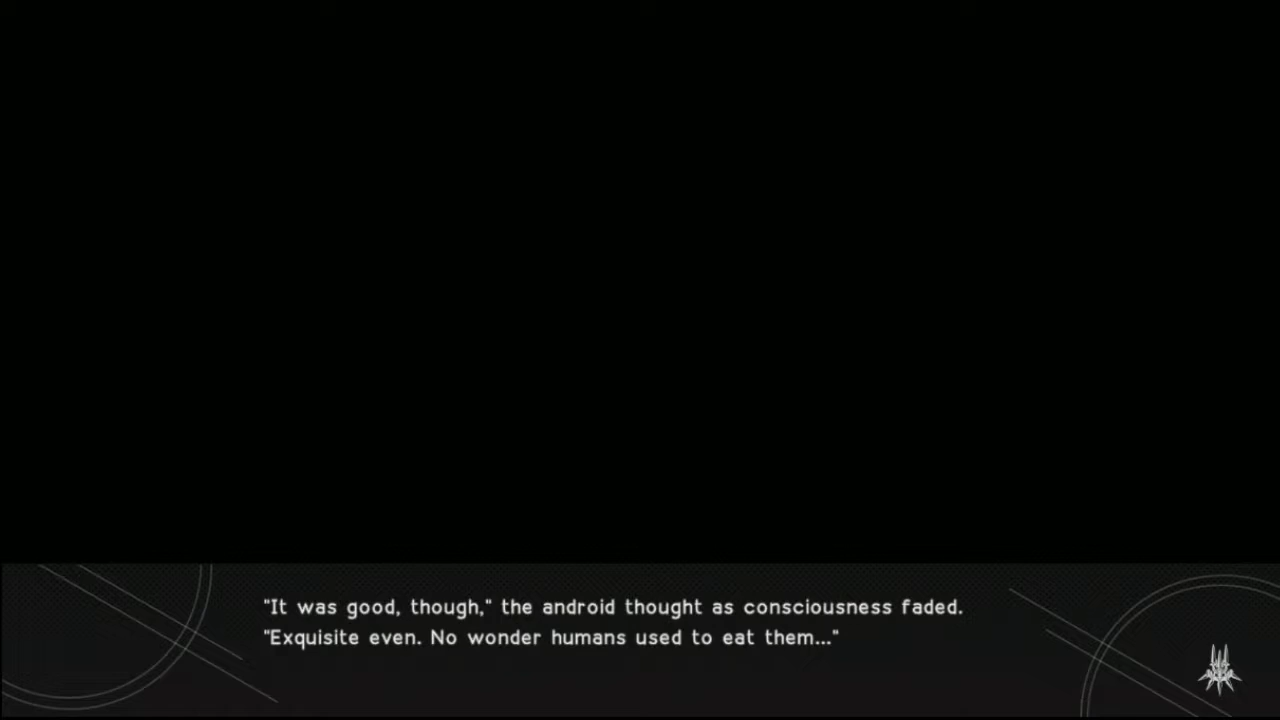 "It was good, though," the android thought as consciousness faded.
"Exquisite even. No wonder humans used to eat them..."